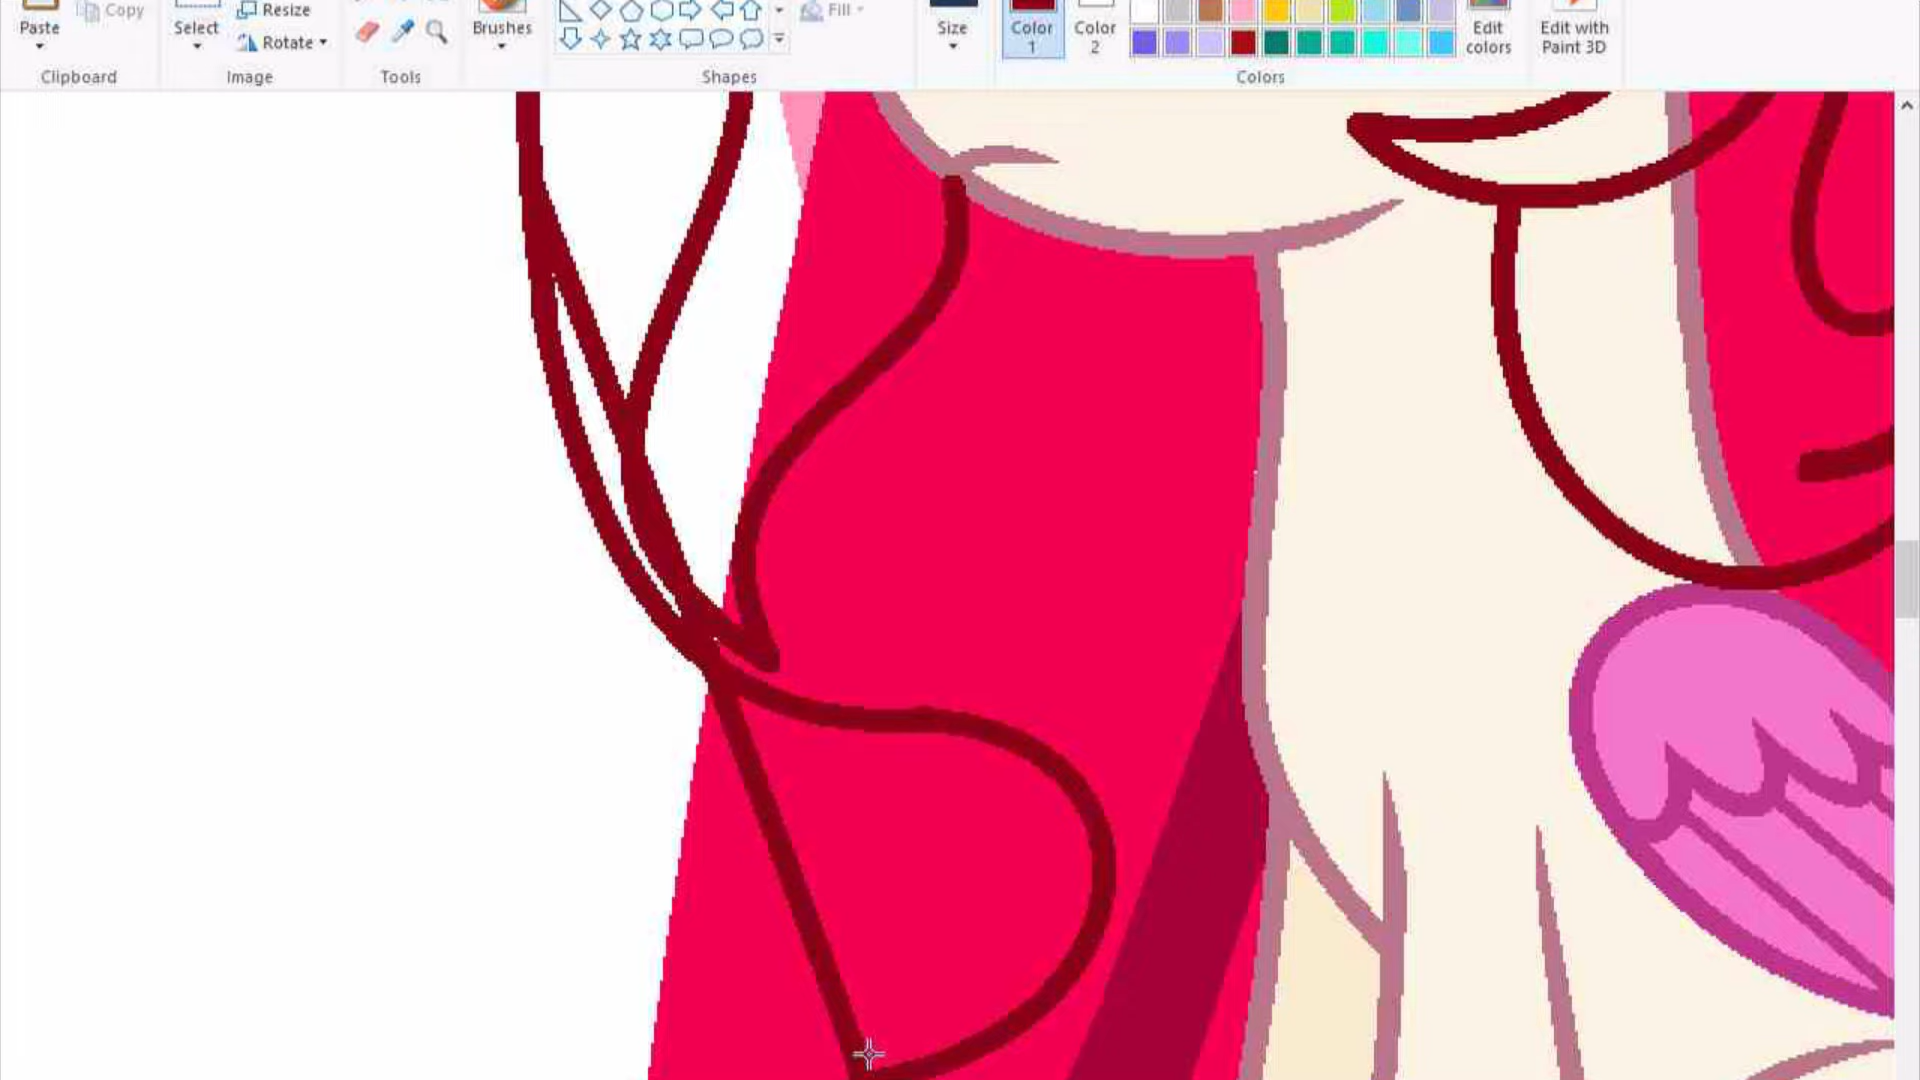 Paste
Copy
Select
Resize
Rotate
Brushes
Fill
Size
Color 1
Color 2
Edit colors
Edit with Paint 3D
Clipboard
Image
Tools
Shapes
Colors